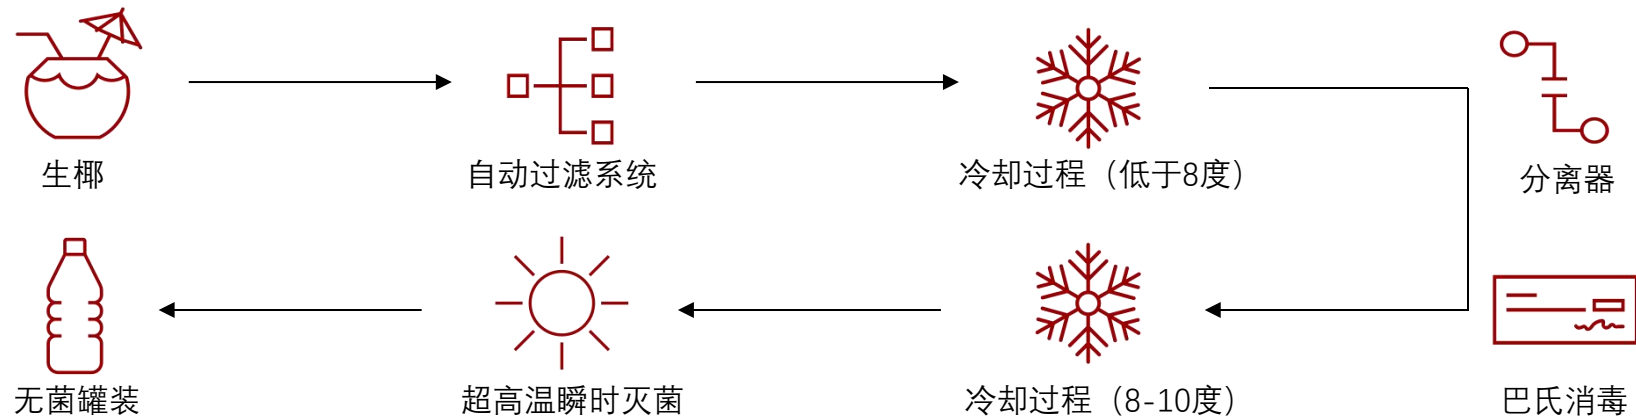 生椰
自动过滤系统
冷却过程（低于8度）
分离器
无菌罐装
超高温瞬时灭菌
冷却过程（8-10度）
巴氏消毒